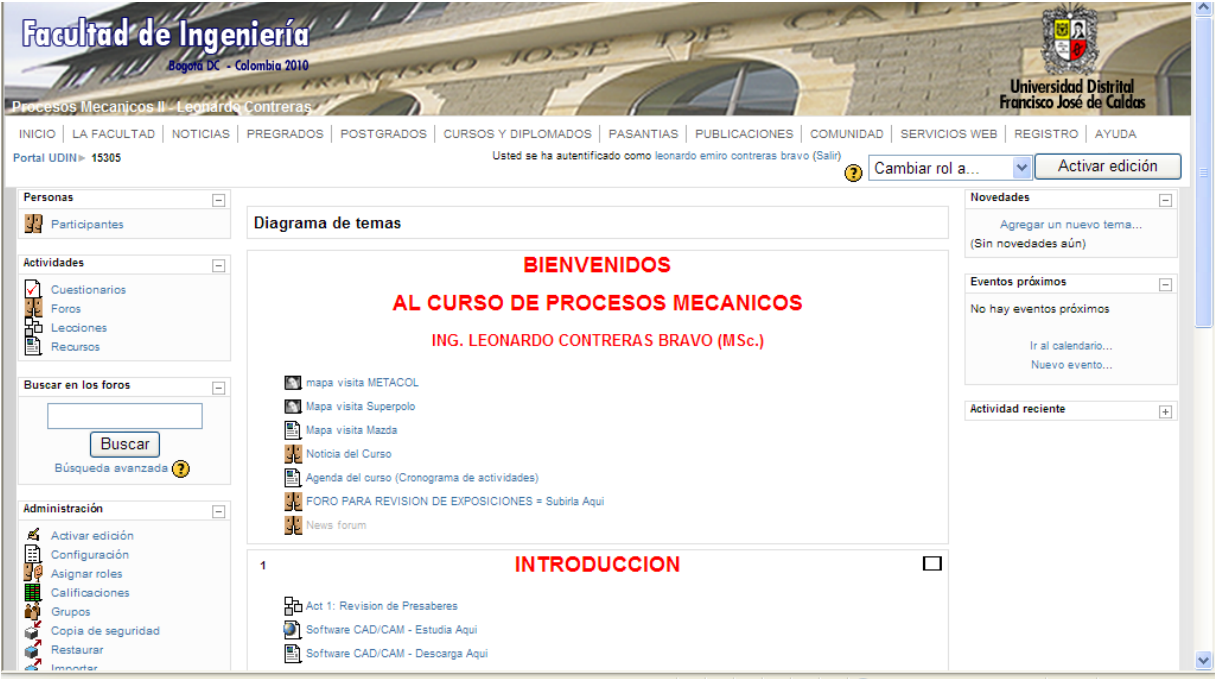 Facultad de Ingeniería
Bogotá DC - Colombia 2010
FRANCISCO JOSE DE CALDAS
Universidad Distrital
Francisco José de Caldas
Procesos Mecanicos II - Leonardo Contreras
INICIO | LA FACULTAD | NOTICIAS | PREGRADOS | POSTGRADOS | CURSOS Y DIPLOMADOS | PASANTIAS | PUBLICACIONES | COMUNIDAD | SERVICIOS WEB | REGISTRO | AYUDA
Portal UDIN ► 15305
Usted se ha autentificado como leonardo emiro contreras bravo (Salir)
Cambiar rol a...
Activar edición
Personas
Participantes
Actividades
Cuestionarios
Foros
Lecciones
Recursos
Buscar en los foros
Buscar
Búsqueda avanzada
Administración
Activar edición
Configuración
Asignar roles
Calificaciones
Grupos
Copia de seguridad
Restaurar
Importar
Diagrama de temas
BIENVENIDOS
AL CURSO DE PROCESOS MECANICOS
ING. LEONARDO CONTRERAS BRAVO (MSc.)
mapa visita METACOL
Mapa visita Superpolo
Mapa visita Mazda
Noticia del Curso
Agenda del curso (Cronograma de actividades)
FORO PARA REVISION DE EXPOSICIONES = Subirla Aqui
News forum
1
INTRODUCCION
Act 1: Revision de Presaberes
Software CAD/CAM - Estudia Aqui
Software CAD/CAM - Descarga Aqui
Novedades
Agregar un nuevo tema...
(Sin novedades aún)
Eventos próximos
No hay eventos próximos
Ir al calendario...
Nuevo evento...
Actividad reciente